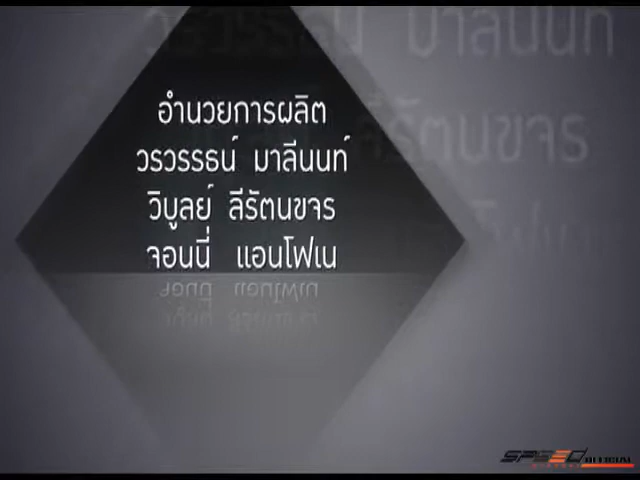 อำนวยการผลิต
วรวรรธน์ มาลีนนท์
วิบูลย์ ลีรัตนขจร
จอนนี่ แอนโฟเน
SPEED OFFICIAL